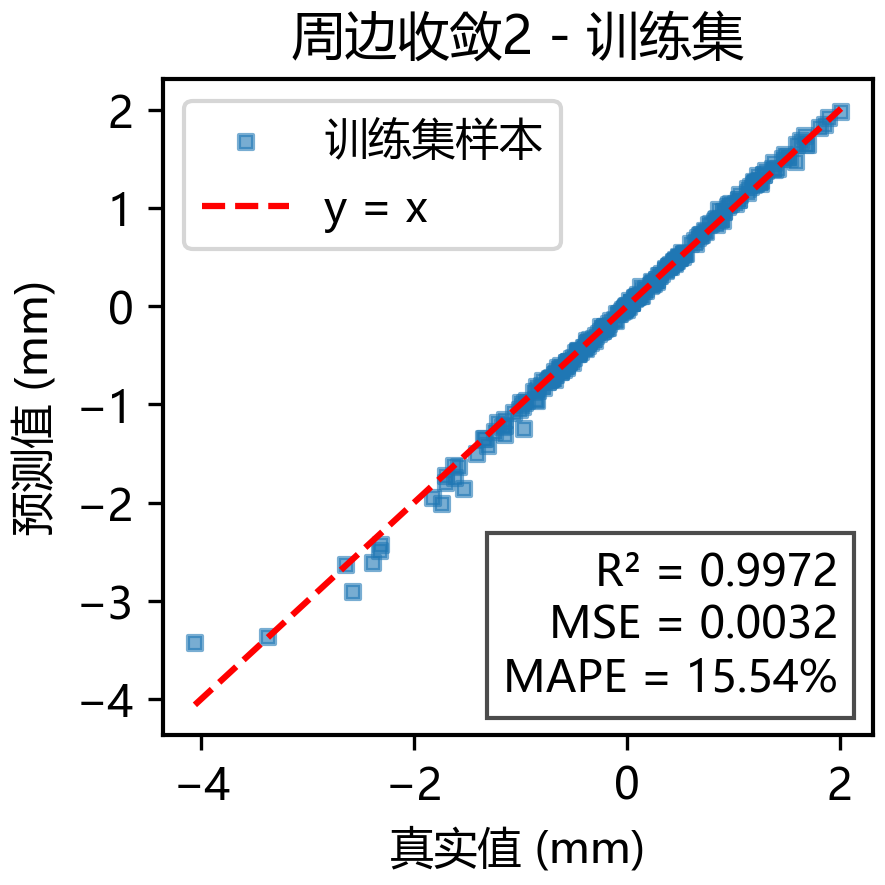 周边收敛2 - 训练集
训练集样本
y = x
2
1
0
−1
−2
−3
−4
预测值 (mm)
R² = 0.9972
MSE = 0.0032
MAPE = 15.54%
−4
−2
0
2
真实值 (mm)